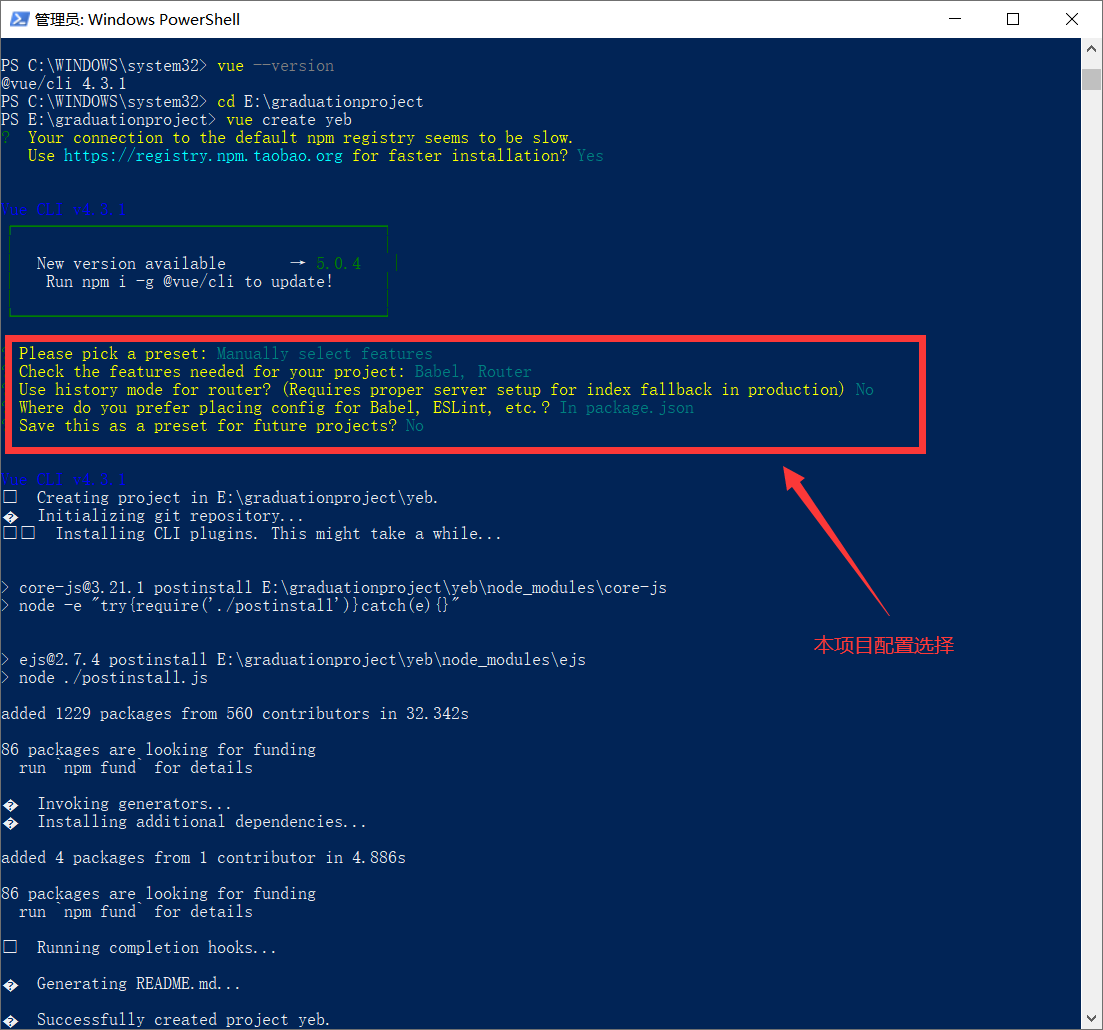 管理员: Windows PowerShell
PS C:\WINDOWS\system32> vue --version
@vue/cli 4.3.1
PS C:\WINDOWS\system32> cd E:\graduationproject
PS E:\graduationproject> vue create yeb
?  Your connection to the default npm registry seems to be slow.
Use https://registry.npm.taobao.org for faster installation? Yes
Vue CLI v4.3.1
New version available → 5.0.4
Run npm i -g @vue/cli to update!
Please pick a preset: Manually select features
Check the features needed for your project: Babel, Router
Use history mode for router? (Requires proper server setup for index fallback in production) No
Where do you prefer placing config for Babel, ESLint, etc.? In package.json
Save this as a preset for future projects? No
Vue CLI v4.3.1
□  Creating project in E:\graduationproject\yeb.
�  Initializing git repository...
□□  Installing CLI plugins. This might take a while...
> core-js@3.21.1 postinstall E:\graduationproject\yeb\node_modules\core-js
> node -e "try{require('./postinstall')}catch(e){}"
本项目配置选择
> ejs@2.7.4 postinstall E:\graduationproject\yeb\node_modules\ejs
> node ./postinstall.js
added 1229 packages from 560 contributors in 32.342s
86 packages are looking for funding
run `npm fund` for details
�  Invoking generators...
�  Installing additional dependencies...
added 4 packages from 1 contributor in 4.886s
86 packages are looking for funding
run `npm fund` for details
□  Running completion hooks...
�  Generating README.md...
�  Successfully created project yeb.